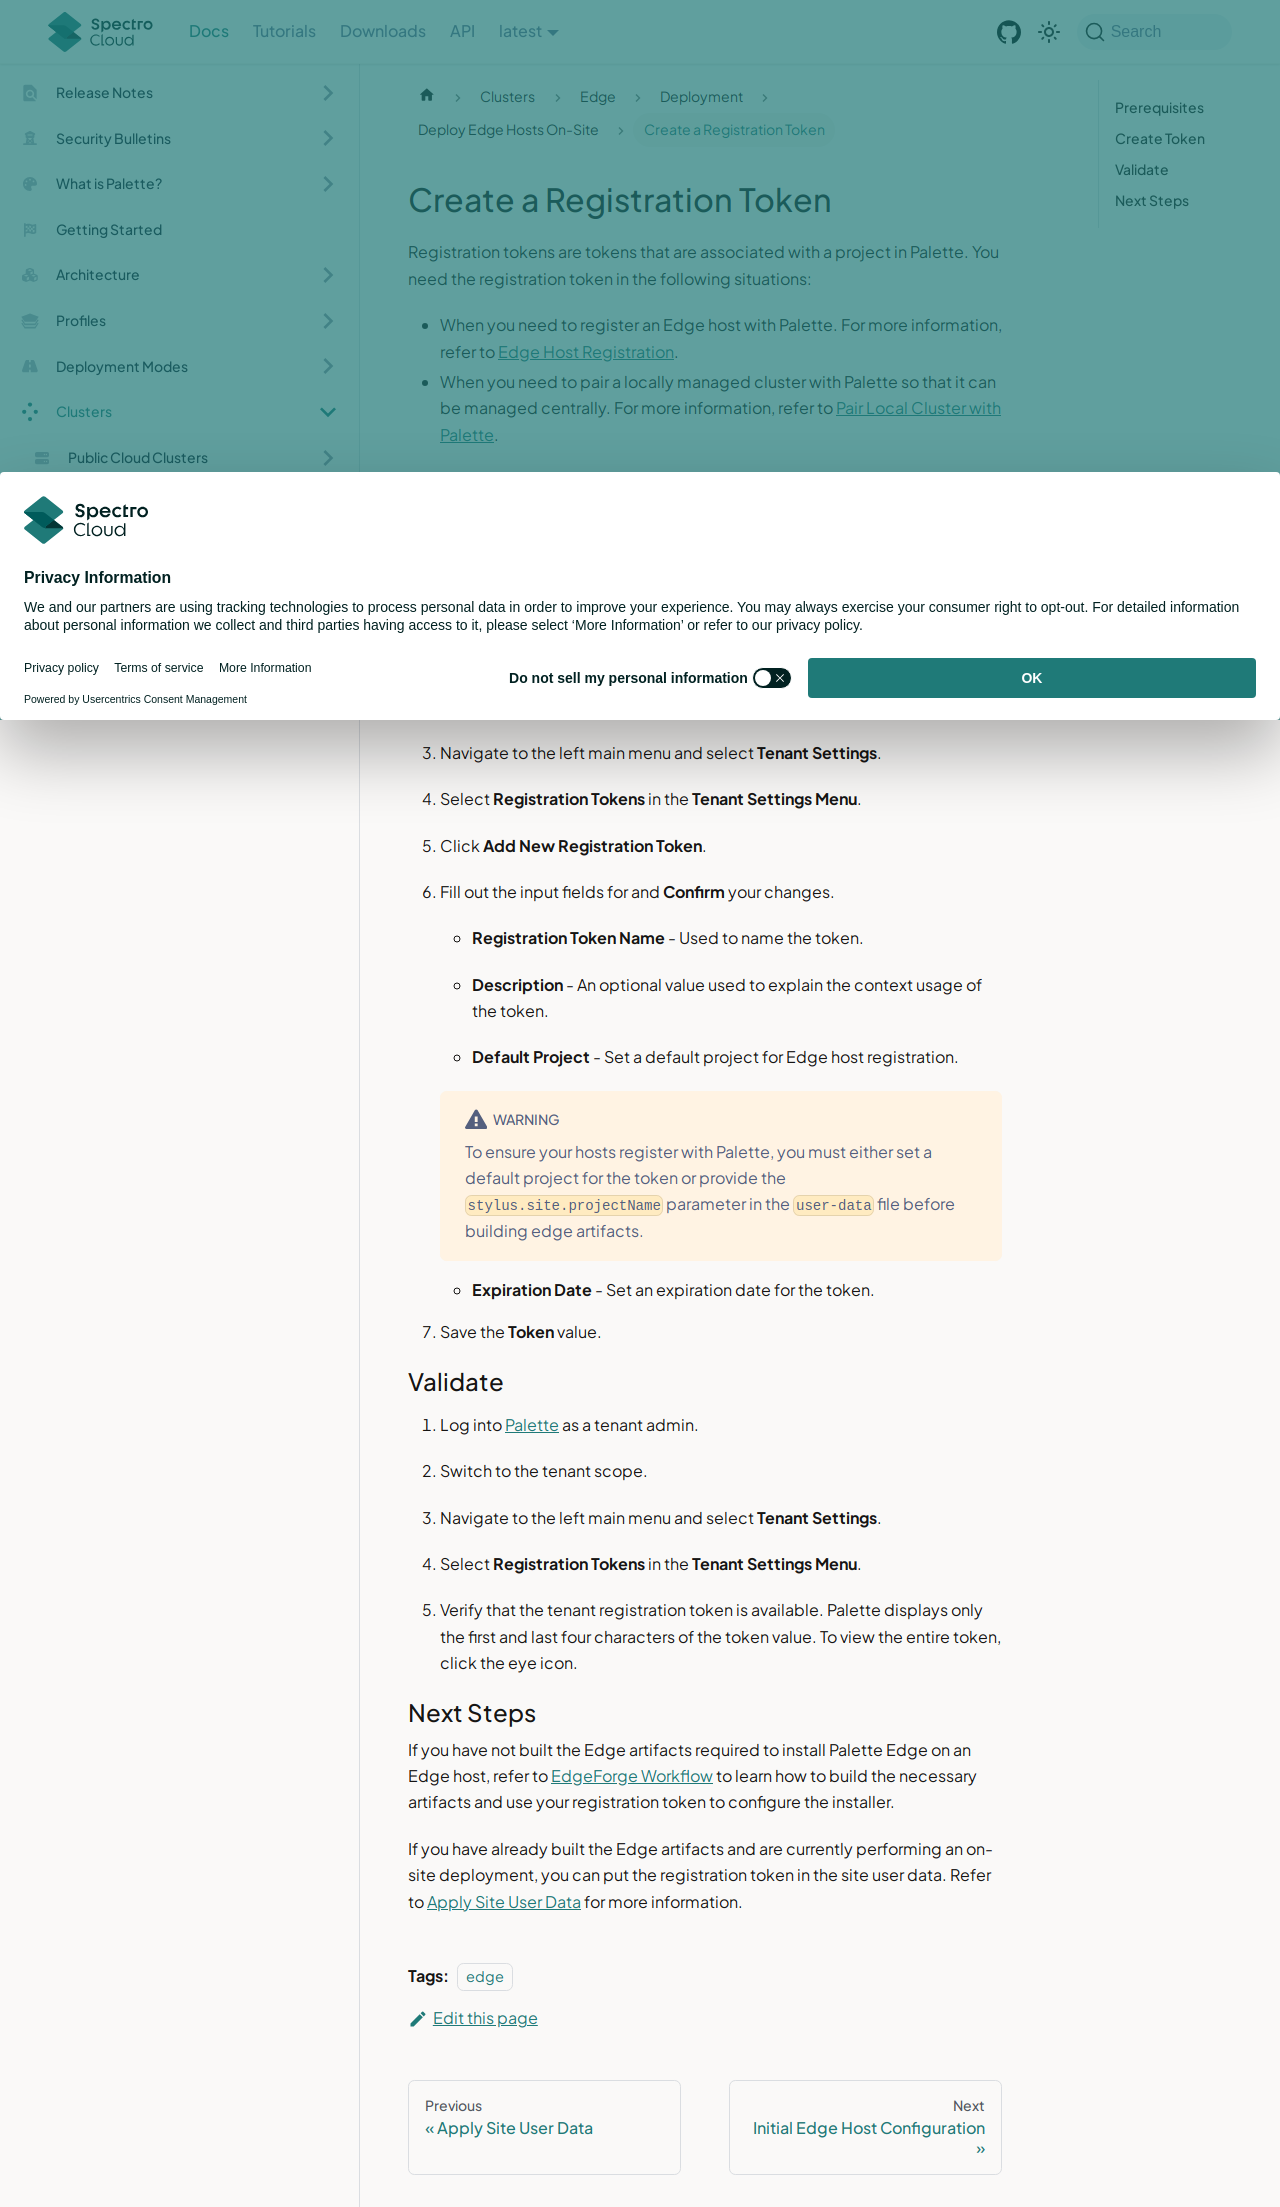 Spectro Cloud
Docs
Tutorials
Downloads
API
latest
Search
Release Notes
Security Bulletins
What is Palette?
Getting Started
Architecture
Profiles
Deployment Modes
Clusters
Public Cloud Clusters
Clusters
Edge
Deployment
Deploy Edge Hosts On-Site
Create a Registration Token
Prerequisites
Create Token
Validate
Next Steps
Create a Registration Token
Registration tokens are tokens that are associated with a project in Palette. You
need the registration token in the following situations:
When you need to register an Edge host with Palette. For more information,
refer to Edge Host Registration.
When you need to pair a locally managed cluster with Palette so that it can
be managed centrally. For more information, refer to Pair Local Cluster with
Palette.
Spectro
Cloud
Privacy Information
We and our partners are using tracking technologies to process personal data in order to improve your experience. You may always exercise your consumer right to opt-out. For detailed information
about personal information we collect and third parties having access to it, please select ‘More Information’ or refer to our privacy policy.
Privacy policy
Terms of service
More Information
Powered by Usercentrics Consent Management
Do not sell my personal information
OK
3. Navigate to the left main menu and select Tenant Settings.
4. Select Registration Tokens in the Tenant Settings Menu.
5. Click Add New Registration Token.
6. Fill out the input fields for and Confirm your changes.
Registration Token Name - Used to name the token.
Description - An optional value used to explain the context usage of
the token.
Default Project - Set a default project for Edge host registration.
WARNING
To ensure your hosts register with Palette, you must either set a
default project for the token or provide the
stylus.site.projectName parameter in the user-data file before
building edge artifacts.
Expiration Date - Set an expiration date for the token.
7. Save the Token value.
Validate
1. Log into Palette as a tenant admin.
2. Switch to the tenant scope.
3. Navigate to the left main menu and select Tenant Settings.
4. Select Registration Tokens in the Tenant Settings Menu.
5. Verify that the tenant registration token is available. Palette displays only
the first and last four characters of the token value. To view the entire token,
click the eye icon.
Next Steps
If you have not built the Edge artifacts required to install Palette Edge on an
Edge host, refer to EdgeForge Workflow to learn how to build the necessary
artifacts and use your registration token to configure the installer.
If you have already built the Edge artifacts and are currently performing an on-
site deployment, you can put the registration token in the site user data. Refer
to Apply Site User Data for more information.
Tags: edge
Edit this page
Previous
« Apply Site User Data
Next
Initial Edge Host Configuration
»